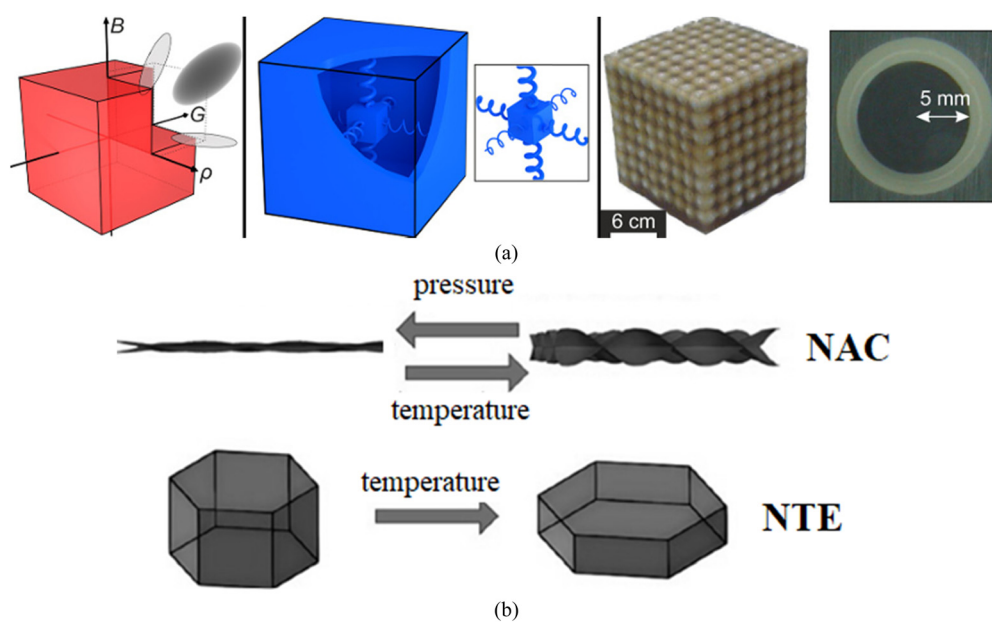 B
G
ρ
6 cm
5 mm
(a)
pressure
NAC
temperature
temperature
NTE
(b)